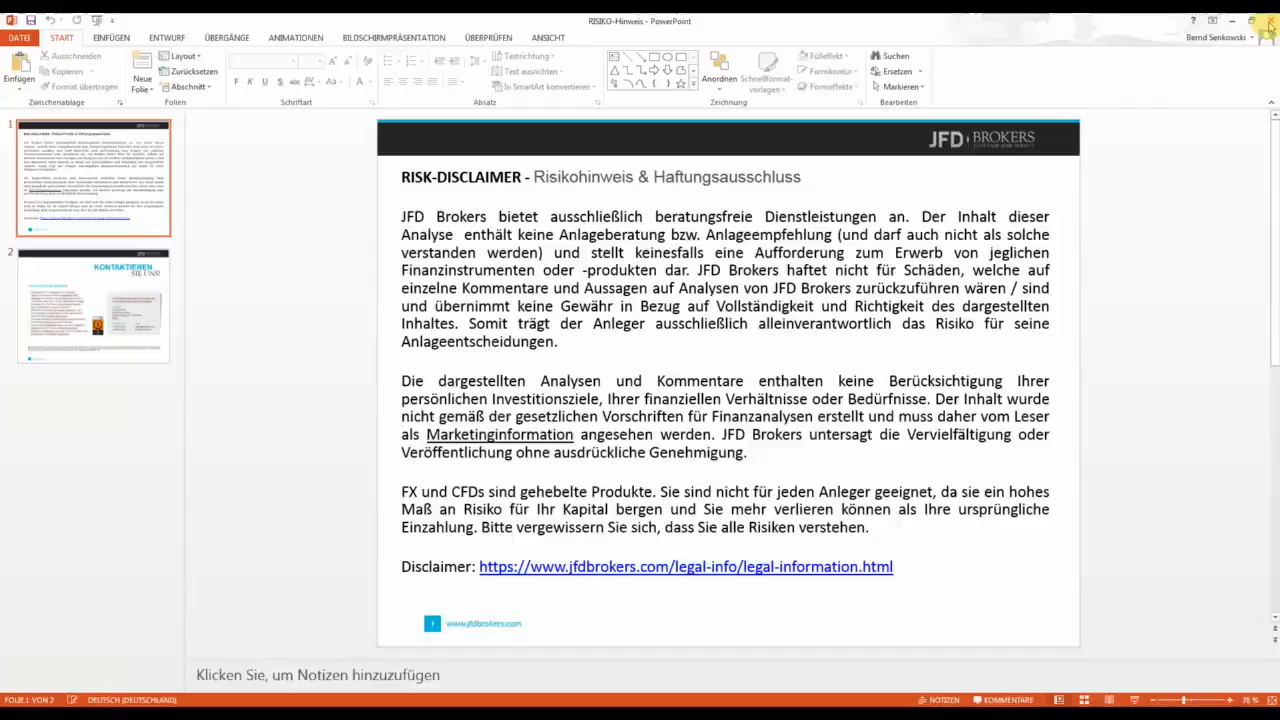 RISIKO-Hinweis - PowerPoint
DATEI START EINFÜGEN ENTWURF ÜBERGÄNGE ANIMATIONEN BILDSCHIRMPRÄSENTATION ÜBERPRÜFEN ANSICHT
Bernd Senkowski
Einfügen
Ausschneiden
Kopieren
Format übertragen
Zwischenablage
Neue Folie
Layout
Zurücksetzen
Abschnitt
Folien
Schriftart
Textrichtung
Text ausrichten
In SmartArt konvertieren
Absatz
Anordnen
Schnellformat-
vorlagen
Fülleffekt
Formkontur
Formeffekte
Zeichnung
Suchen
Ersetzen
Markieren
Bearbeiten
1
2
KONTAKTIEREN
SIE UNS!
JFD BROKERS
RISK-DISCLAIMER - Risikohinweis & Haftungsausschluss
JFD Brokers bietet ausschließlich beratungsfreie Dienstleistungen an. Der Inhalt dieser
Analyse enthält keine Anlageberatung bzw. Anlageempfehlung (und darf auch nicht als solche
verstanden werden) und stellt keinesfalls eine Aufforderung zum Erwerb von jeglichen
Finanzinstrumenten oder -produkten dar. JFD Brokers haftet nicht für Schäden, welche auf
einzelne Kommentare und Aussagen auf Analysen von JFD Brokers zurückzuführen wären / sind
und übernimmt keine Gewähr in Bezug auf Vollständigkeit und Richtigkeit des dargestellten
Inhaltes. Somit trägt der Anleger ausschließlich alleinverantwortlich das Risiko für seine
Anlageentscheidungen.
Die dargestellten Analysen und Kommentare enthalten keine Berücksichtigung Ihrer
persönlichen Investitionsziele, Ihrer finanziellen Verhältnisse oder Bedürfnisse. Der Inhalt wurde
nicht gemäß der gesetzlichen Vorschriften für Finanzanalysen erstellt und muss daher vom Leser
als Marketinginformation angesehen werden. JFD Brokers untersagt die Vervielfältigung oder
Veröffentlichung ohne ausdrückliche Genehmigung.
FX und CFDs sind gehebelte Produkte. Sie sind nicht für jeden Anleger geeignet, da sie ein hohes
Maß an Risiko für Ihr Kapital bergen und Sie mehr verlieren können als Ihre ursprüngliche
Einzahlung. Bitte vergewissern Sie sich, dass Sie alle Risiken verstehen.
Disclaimer: https://www.jfdbrokers.com/legal-info/legal-information.html
www.jfdbrokers.com
Klicken Sie, um Notizen hinzuzufügen
FOLIE 1 VON 2 DEUTSCH (DEUTSCHLAND) NOTIZEN KOMMENTARE 78 %